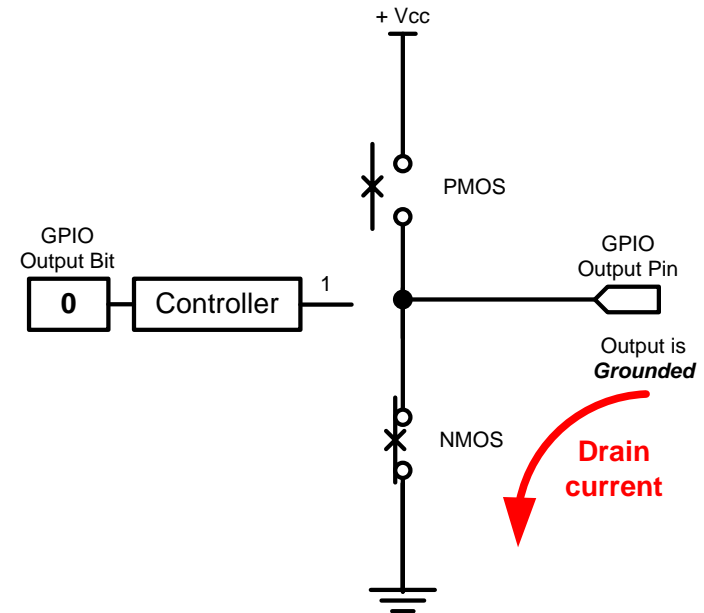 + Vcc
PMOS
GPIO
Output Bit
0
Controller
1
GPIO
Output Pin
Output is
Grounded
NMOS
Drain
current